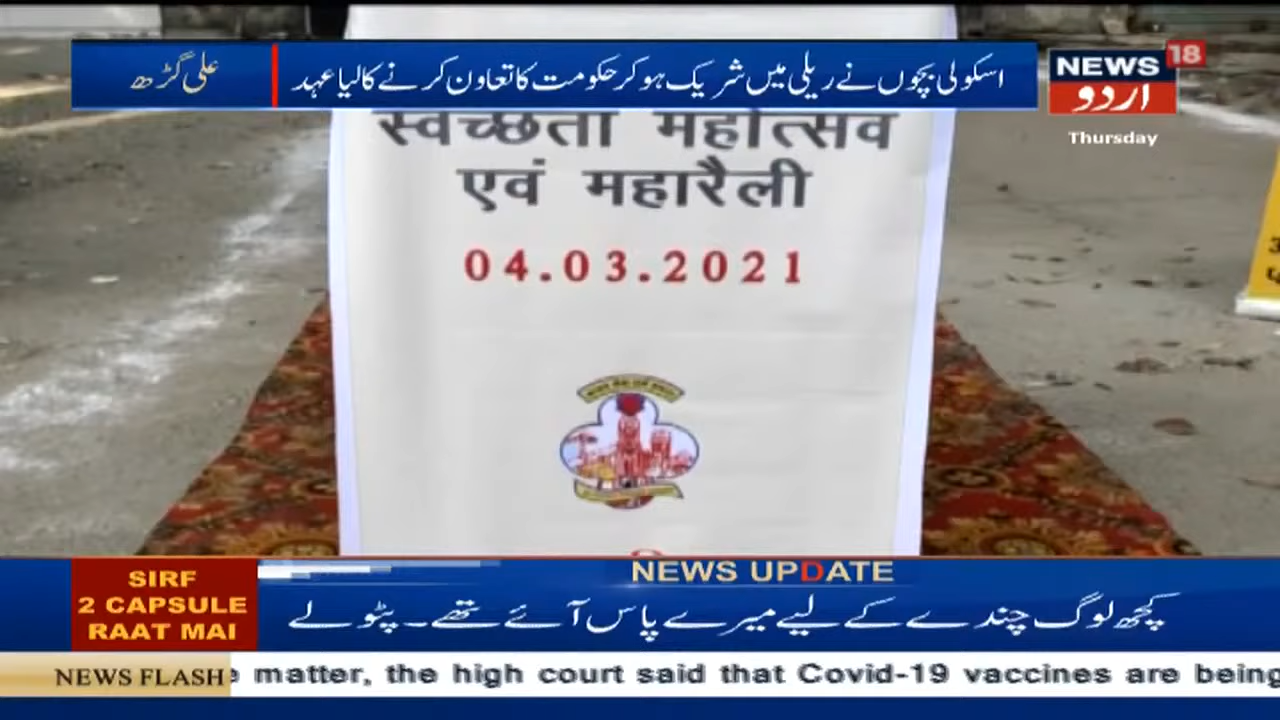 علی گڑھ
اسکولی بچوں نے ریلی میں شریک ہو کر حکومت کا تعاون کرنے کا لیا عہد
NEWS 18
اردو
Thursday
स्वच्छता महोत्सव
एवं महारैली
04.03.2021
SIRF
2 CAPSULE
RAAT MAI
NEWS UPDATE
کچھ لوگ چندے کے لیے میرے پاس آئے تھے۔ پٹولے
NEWS FLASH
matter, the high court said that Covid-19 vaccines are being